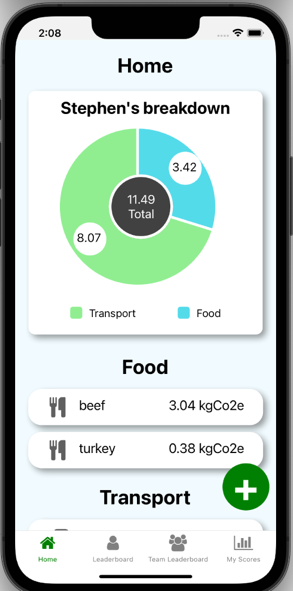 2:08
Home
Stephen's breakdown
3.42
11.49
Total
8.07
Transport
Food
Food
beef
3.04 kgCo2e
turkey
0.38 kgCo2e
Transport
+
Home
Leaderboard
Team Leaderboard
My Scores